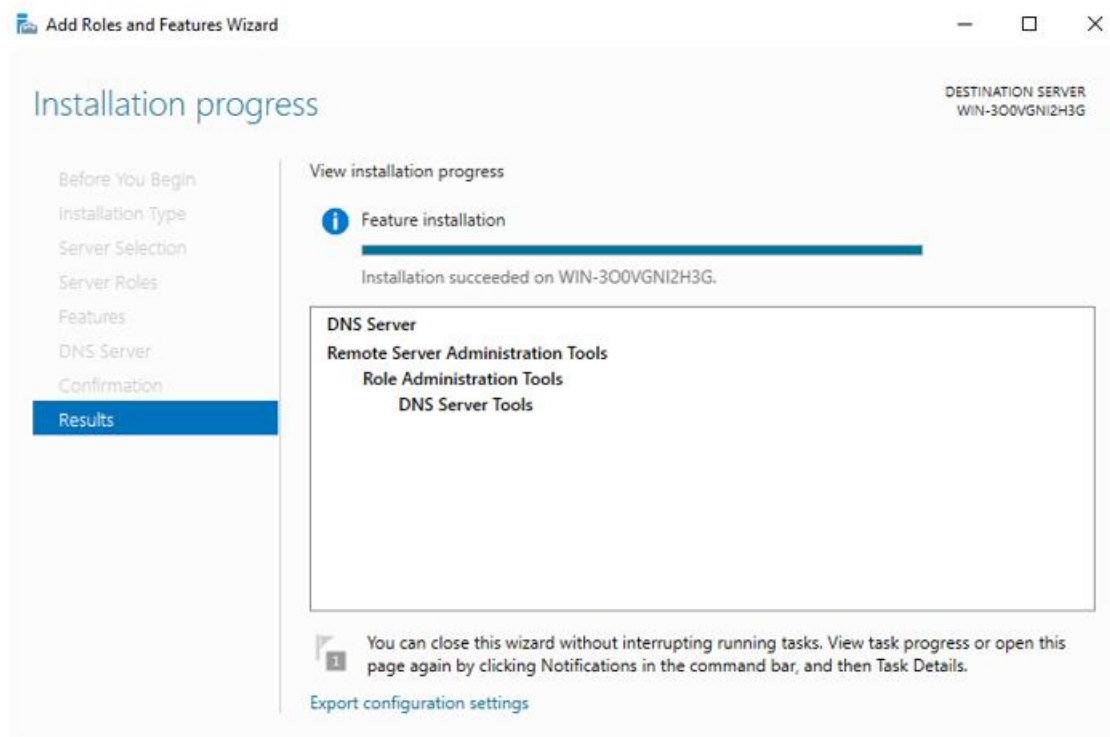 Add Roles and Features Wizard
Installation progress
DESTINATION SERVER
WIN-3O0VGNI2H3G
Before You Begin
Installation Type
Server Selection
Server Roles
Features
DNS Server
Confirmation
Results
View installation progress
Feature installation
Installation succeeded on WIN-3O0VGNI2H3G.
DNS Server
Remote Server Administration Tools
Role Administration Tools
DNS Server Tools
1
You can close this wizard without interrupting running tasks. View task progress or open this
page again by clicking Notifications in the command bar, and then Task Details.
Export configuration settings